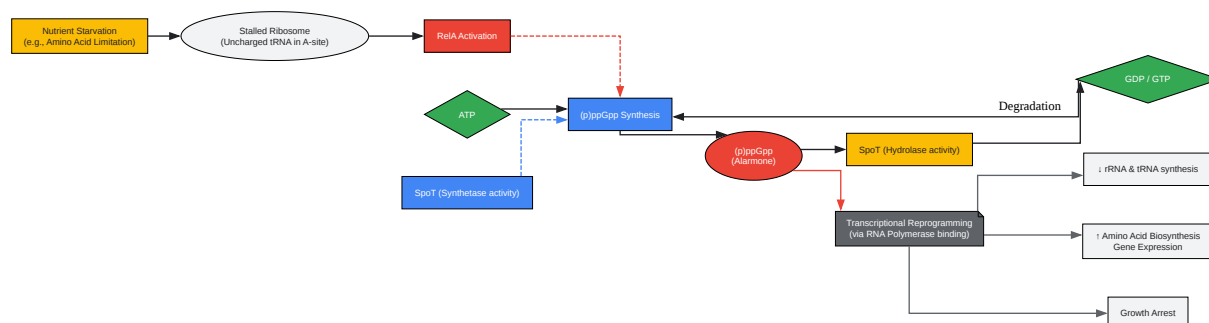 Nutrient Starvation
(e.g., Amino Acid Limitation)
Stalled Ribosome
(Uncharged tRNA in A-site)
RelA Activation
GDP / GTP
Degradation
ATP
(p)ppGpp Synthesis
(p)ppGpp
(Alarmone)
SpoT (Hydrolase activity)
↓ rRNA & tRNA synthesis
SpoT (Synthetase activity)
Transcriptional Reprogramming
(via RNA Polymerase binding)
↑ Amino Acid Biosynthesis
Gene Expression
Growth Arrest